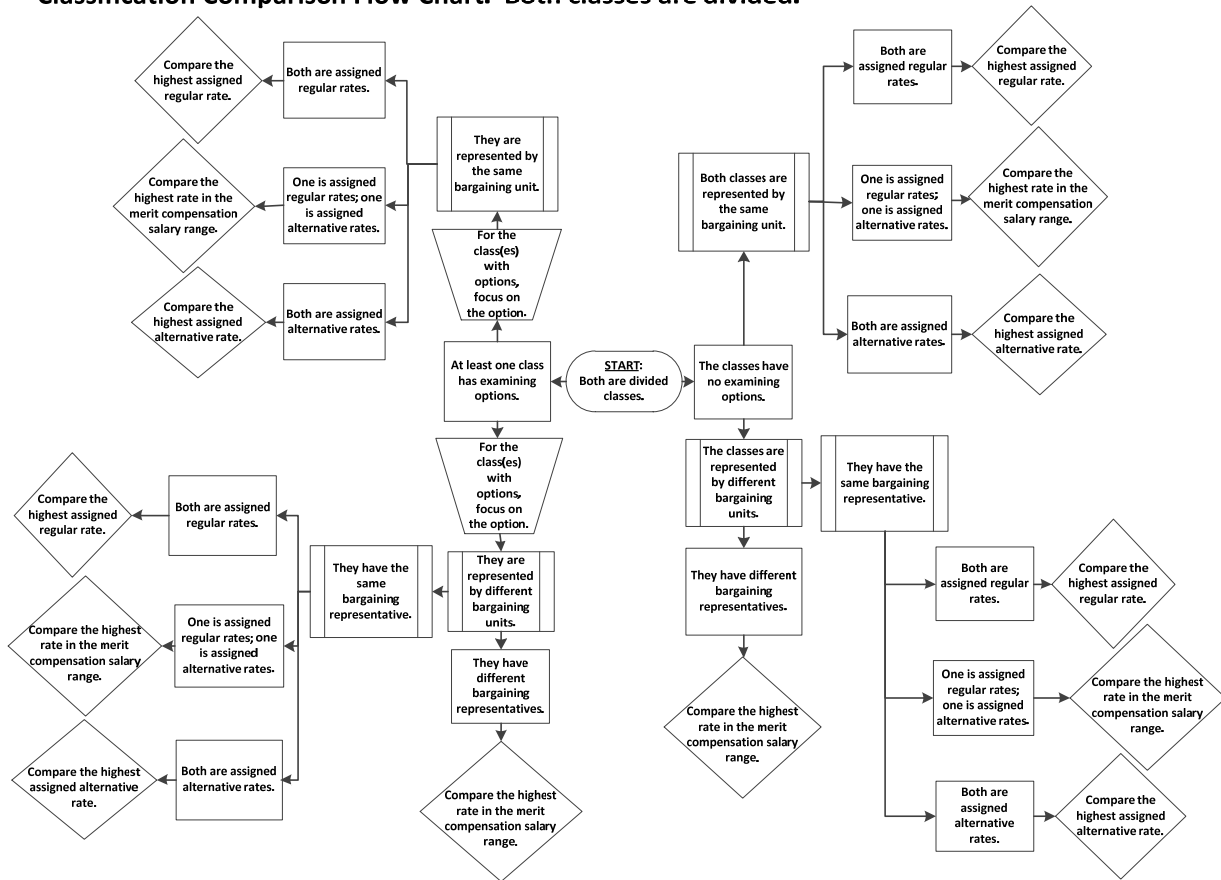 Classification Comparison Flow Chart:  Both classes are divided.
Compare the
highest assigned
regular rate.
Both are assigned
regular rates.
They are
represented by
the same
bargaining unit.
Compare the
highest rate in the
merit compensation
salary range.
One is assigned
regular rates; one
is assigned
alternative rates.
For the
class(es)
with
options,
focus on
the option.
Compare the
highest assigned
alternative rate.
Both are assigned
alternative rates.
At least one class
has examining
options.
START:
Both are divided
classes.
The classes have
no examining
options.
Both classes are
represented by
the same
bargaining unit.
Both are
assigned regular
rates.
Compare the
highest assigned
regular rate.
One is assigned
regular rates;
one is assigned
alternative rates.
Compare the
highest rate in the
merit compensation
salary range.
Both are assigned
alternative rates.
Compare the
highest assigned
alternative rate.
For the
class(es)
with
options,
focus on
the option.
They are
represented
by different
bargaining
units.
They have the
same
bargaining
representative.
Both are assigned
regular rates.
Compare the
highest assigned
regular rate.
One is assigned
regular rates; one
is assigned
alternative rates.
Compare the highest
rate in the merit
compensation salary
range.
Both are assigned
alternative rates.
Compare the highest
assigned alternative
rate.
They have
different
bargaining
representatives.
Compare the highest
rate in the merit
compensation salary
range.
The classes are
represented
by different
bargaining
units.
They have the
same bargaining
representative.
They have different
bargaining
representatives.
Compare the highest
rate in the merit
compensation salary
range.
Both are
assigned regular
rates.
Compare the
highest assigned
regular rate.
One is assigned
regular rates;
one is assigned
alternative rates.
Compare the highest
rate in the merit
compensation salary
range.
Both are
assigned
alternative
rates.
Compare the
highest assigned
alternative rate.